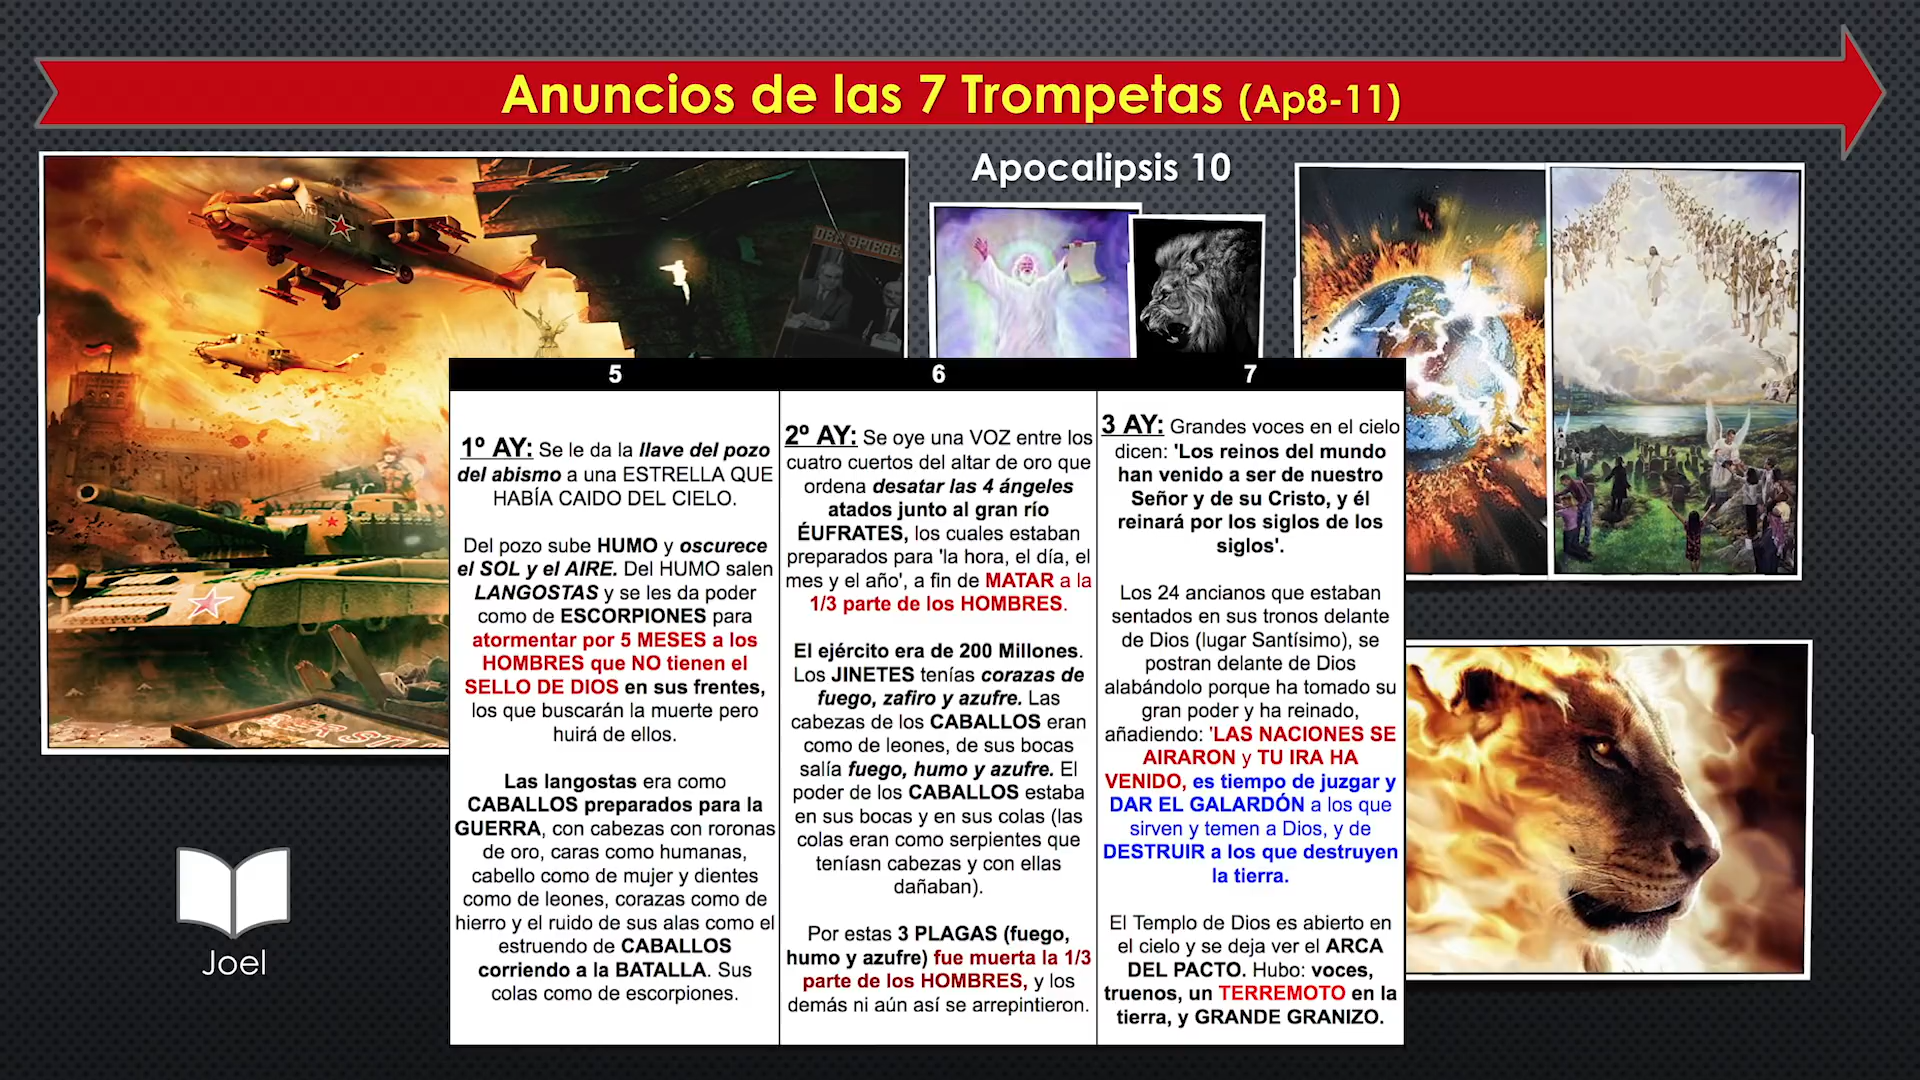 Anuncios de las 7 Trompetas (Ap8-11)
Apocalipsis 10
DER SPIEGEL
5
1º AY: Se le da la llave del pozo
del abismo a una ESTRELLA QUE
HABÍA CAIDO DEL CIELO.
Del pozo sube HUMO y oscurece
el SOL y el AIRE. Del HUMO salen
LANGOSTAS y se les da poder
como de ESCORPIONES para
atormentar por 5 MESES a los
HOMBRES que NO tienen el
SELLO DE DIOS en sus frentes,
los que buscarán la muerte pero
huirá de ellos.
Las langostas era como
CABALLOS preparados para la
GUERRA, con cabezas con roronas
de oro, caras como humanas,
cabello como de mujer y dientes
como de leones, corazas como de
hierro y el ruido de sus alas como el
estruendo de CABALLOS
corriendo a la BATALLA. Sus
colas como de escorpiones.
6
2º AY: Se oye una VOZ entre los
cuatro cuertos del altar de oro que
ordena desatar las 4 ángeles
atados junto al gran río
ÉUFRATES, los cuales estaban
preparados para 'la hora, el día, el
mes y el año', a fin de MATAR a la
1/3 parte de los HOMBRES.
El ejército era de 200 Millones.
Los JINETES tenías corazas de
fuego, zafiro y azufre. Las
cabezas de los CABALLOS eran
como de leones, de sus bocas
salía fuego, humo y azufre. El
poder de los CABALLOS estaba
en sus bocas y en sus colas (las
colas eran como serpientes que
teníasn cabezas y con ellas
dañaban).
Por estas 3 PLAGAS (fuego,
humo y azufre) fue muerta la 1/3
parte de los HOMBRES, y los
demás ni aún así se arrepintieron.
7
3 AY: Grandes voces en el cielo
dicen: 'Los reinos del mundo
han venido a ser de nuestro
Señor y de su Cristo, y él
reinará por los siglos de los
siglos'.
Los 24 ancianos que estaban
sentados en sus tronos delante
de Dios (lugar Santísimo), se
postran delante de Dios
alabándolo porque ha tomado su
gran poder y ha reinado,
añadiendo: 'LAS NACIONES SE
AIRARON y TU IRA HA
VENIDO, es tiempo de juzgar y
DAR EL GALARDÓN a los que
sirven y temen a Dios, y de
DESTRUIR a los que destruyen
la tierra.
El Templo de Dios es abierto en
el cielo y se deja ver el ARCA
DEL PACTO. Hubo: voces,
truenos, un TERREMOTO en la
tierra, y GRANDE GRANIZO.
Joel